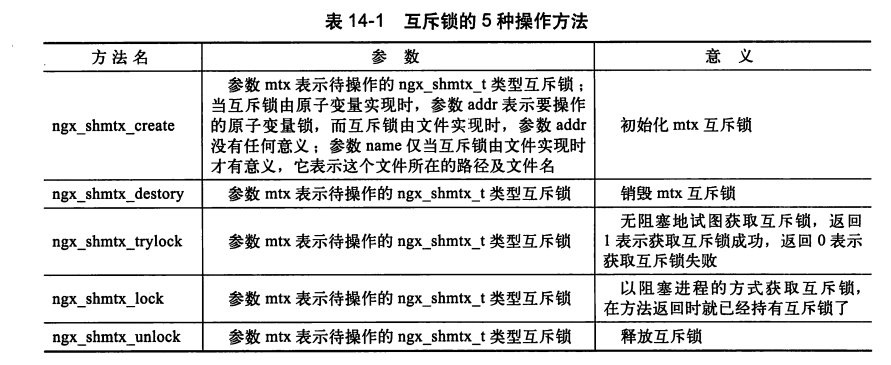 表 14-1 互斥锁的 5 种操作方法
方 法 名 参 数 意 义
参数 mtx 表示待操作的 ngx_shmtx_t 类型互斥锁；
当互斥锁由原子变量实现时，参数 addr 表示要操作
ngx_shmtx_create 的原子变量锁，而互斥锁由文件实现时，参数 addr 初始化 mtx 互斥锁
没有任何意义；参数 name 仅当互斥锁由文件实现时
才有意义，它表示这个文件所在的路径及文件名
ngx_shmtx_destory 参数 mtx 表示待操作的 ngx_shmtx_t 类型互斥锁 销毁 mtx 互斥锁
无阻塞地试图获取互斥锁，返回
ngx_shmtx_trylock 参数 mtx 表示待操作的 ngx_shmtx_t 类型互斥锁 1 表示获取互斥锁成功，返回 0 表示
获取互斥锁失败
ngx_shmtx_lock 参数 mtx 表示待操作的 ngx_shmtx_t 类型互斥锁 以阻塞进程的方式获取互斥锁，
在方法返回时就已经持有互斥锁了
ngx_shmtx_unlock 参数 mtx 表示待操作的 ngx_shmtx_t 类型互斥锁 释放互斥锁